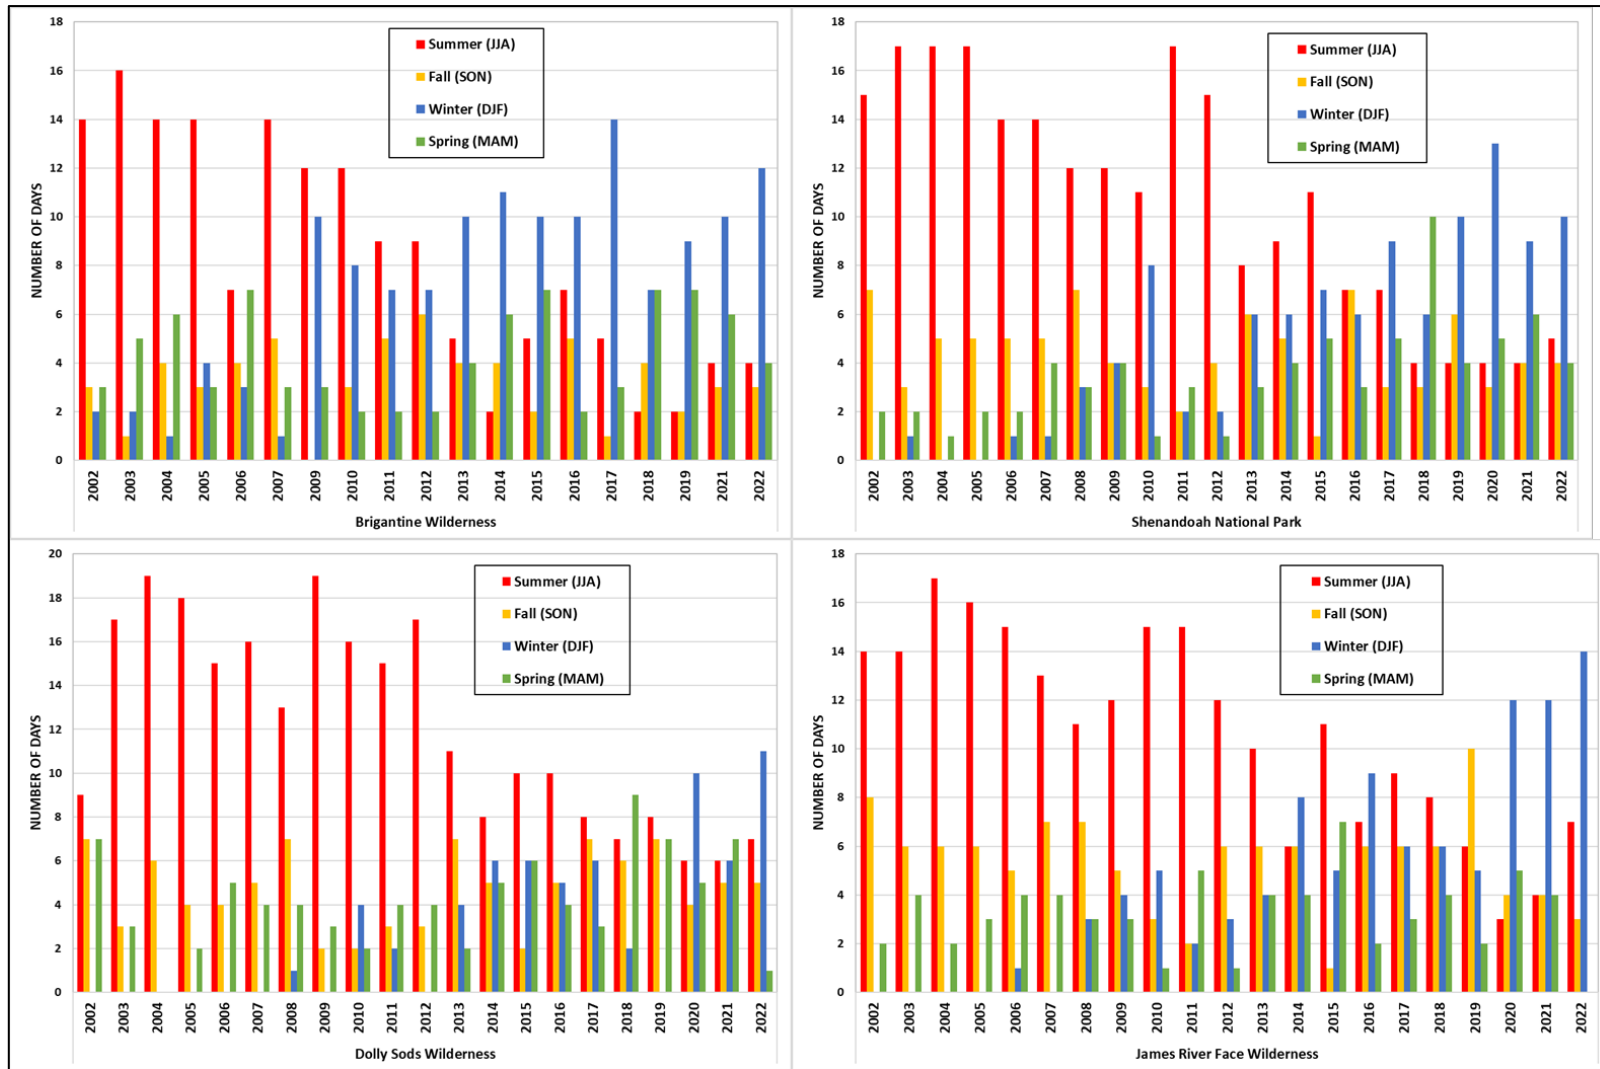 18
16
14
12
10
8
6
4
2
0
NUMBER OF DAYS
Summer (JJA)
Fall (SON)
Winter (DJF)
Spring (MAM)
2002 2003 2004 2005 2006 2007 2009 2010 2011 2012 2013 2014 2015 2016 2017 2018 2019 2021 2022
Brigantine Wilderness
18
16
14
12
10
8
6
4
2
0
NUMBER OF DAYS
Summer (JJA)
Fall (SON)
Winter (DJF)
Spring (MAM)
2002 2003 2004 2005 2006 2007 2008 2009 2010 2011 2012 2013 2014 2015 2016 2017 2018 2019 2020 2021 2022
Shenandoah National Park
20
18
16
14
12
10
8
6
4
2
0
NUMBER OF DAYS
Summer (JJA)
Fall (SON)
Winter (DJF)
Spring (MAM)
2002 2003 2004 2005 2006 2007 2008 2009 2010 2011 2012 2013 2014 2015 2016 2017 2018 2019 2020 2021 2022
Dolly Sods Wilderness
18
16
14
12
10
8
6
4
2
0
NUMBER OF DAYS
Summer (JJA)
Fall (SON)
Winter (DJF)
Spring (MAM)
2002 2003 2004 2005 2006 2007 2008 2009 2010 2011 2012 2013 2014 2015 2016 2017 2018 2019 2020 2021 2022
James River Face Wilderness